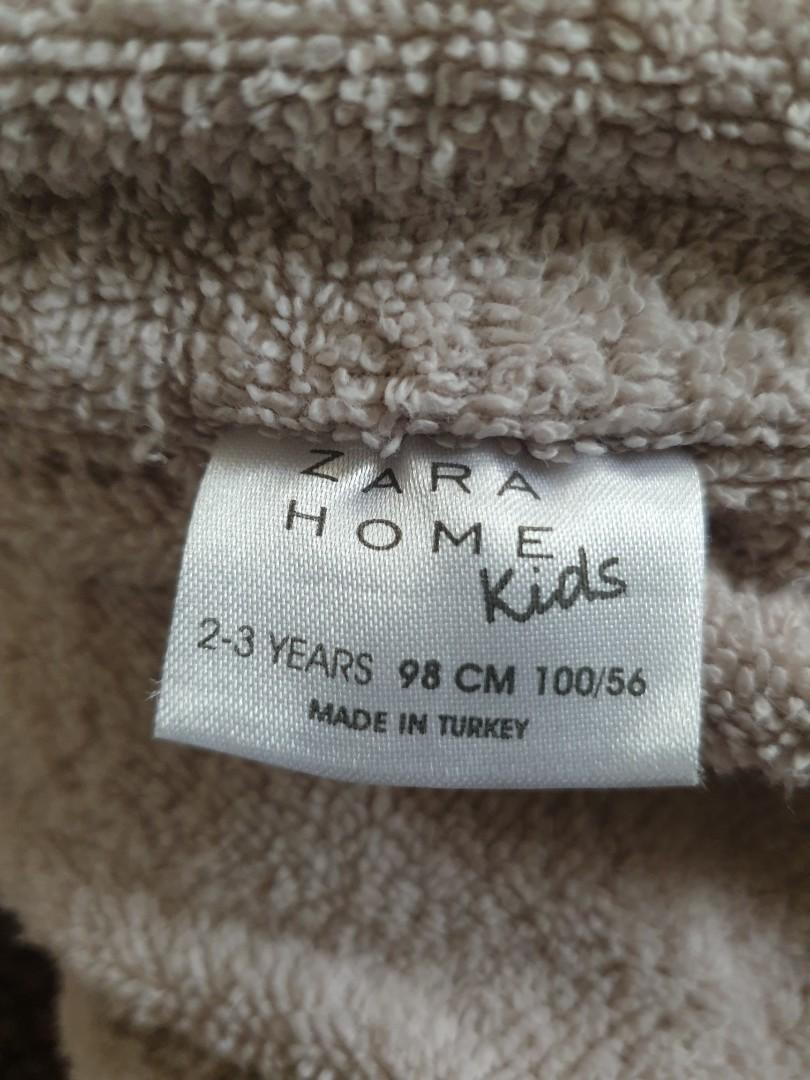 ZARA
HOME
Kids
2-3 YEARS 98 CM 100/56
MADE IN TURKEY